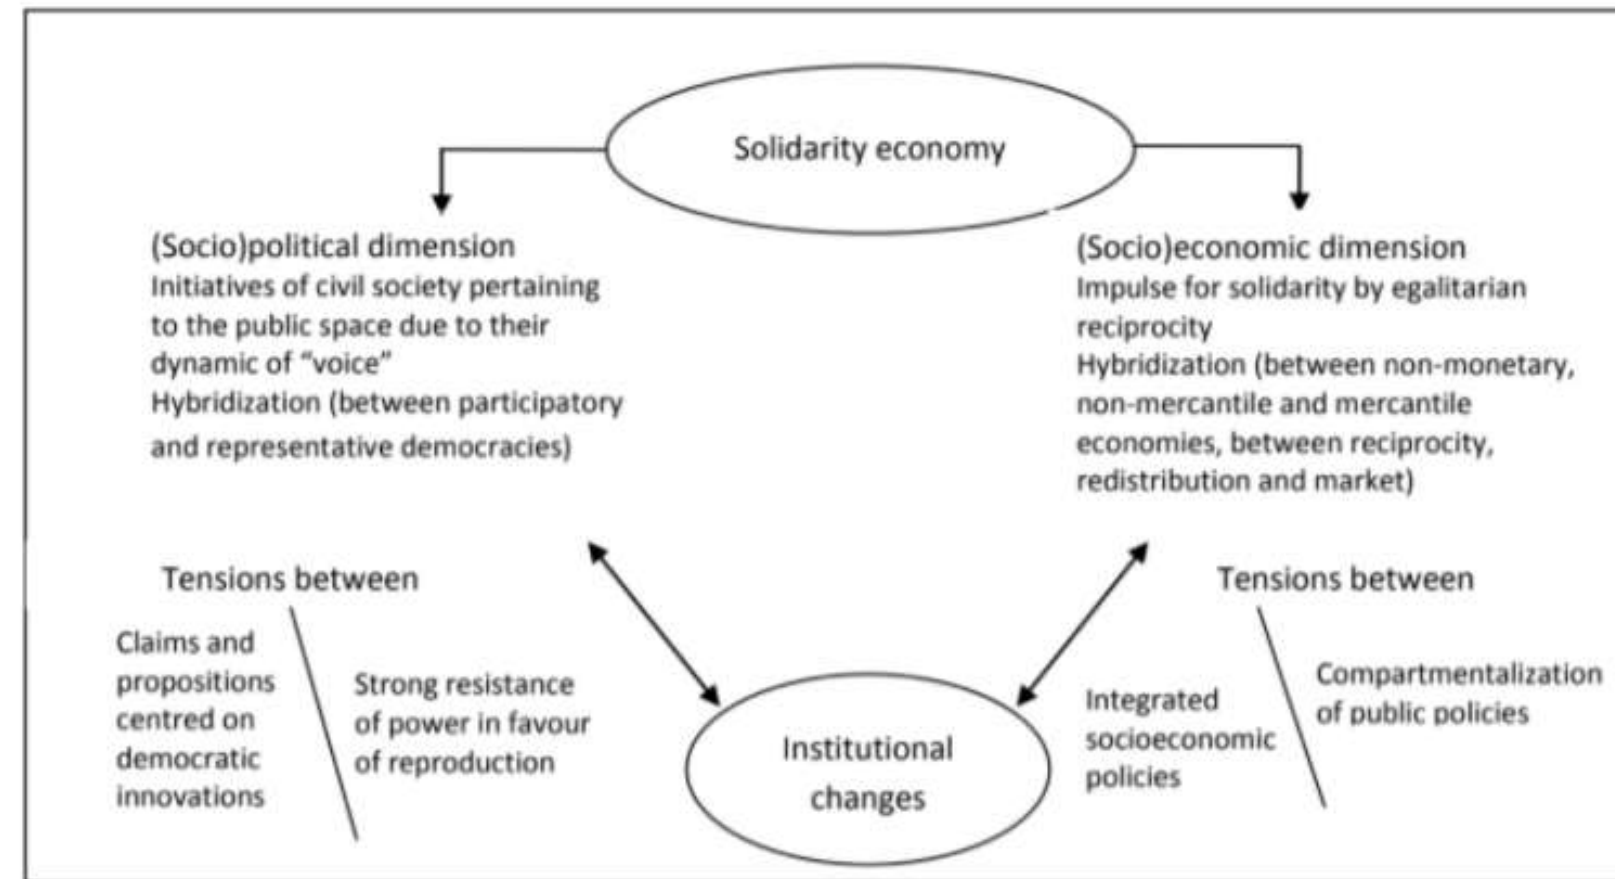 Solidarity economy
(Socio)political dimension
Initiatives of civil society pertaining
to the public space due to their
dynamic of “voice”
Hybridization (between participatory
and representative democracies)
(Socio)economic dimension
Impulse for solidarity by egalitarian
reciprocity
Hybridization (between non-monetary,
non-mercantile and mercantile
economies, between reciprocity,
redistribution and market)
Tensions between
Claims and
propositions
centred on
democratic
innovations
Strong resistance
of power in favour
of reproduction
Institutional
changes
Tensions between
Integrated
socioeconomic
policies
Compartmentalization
of public policies